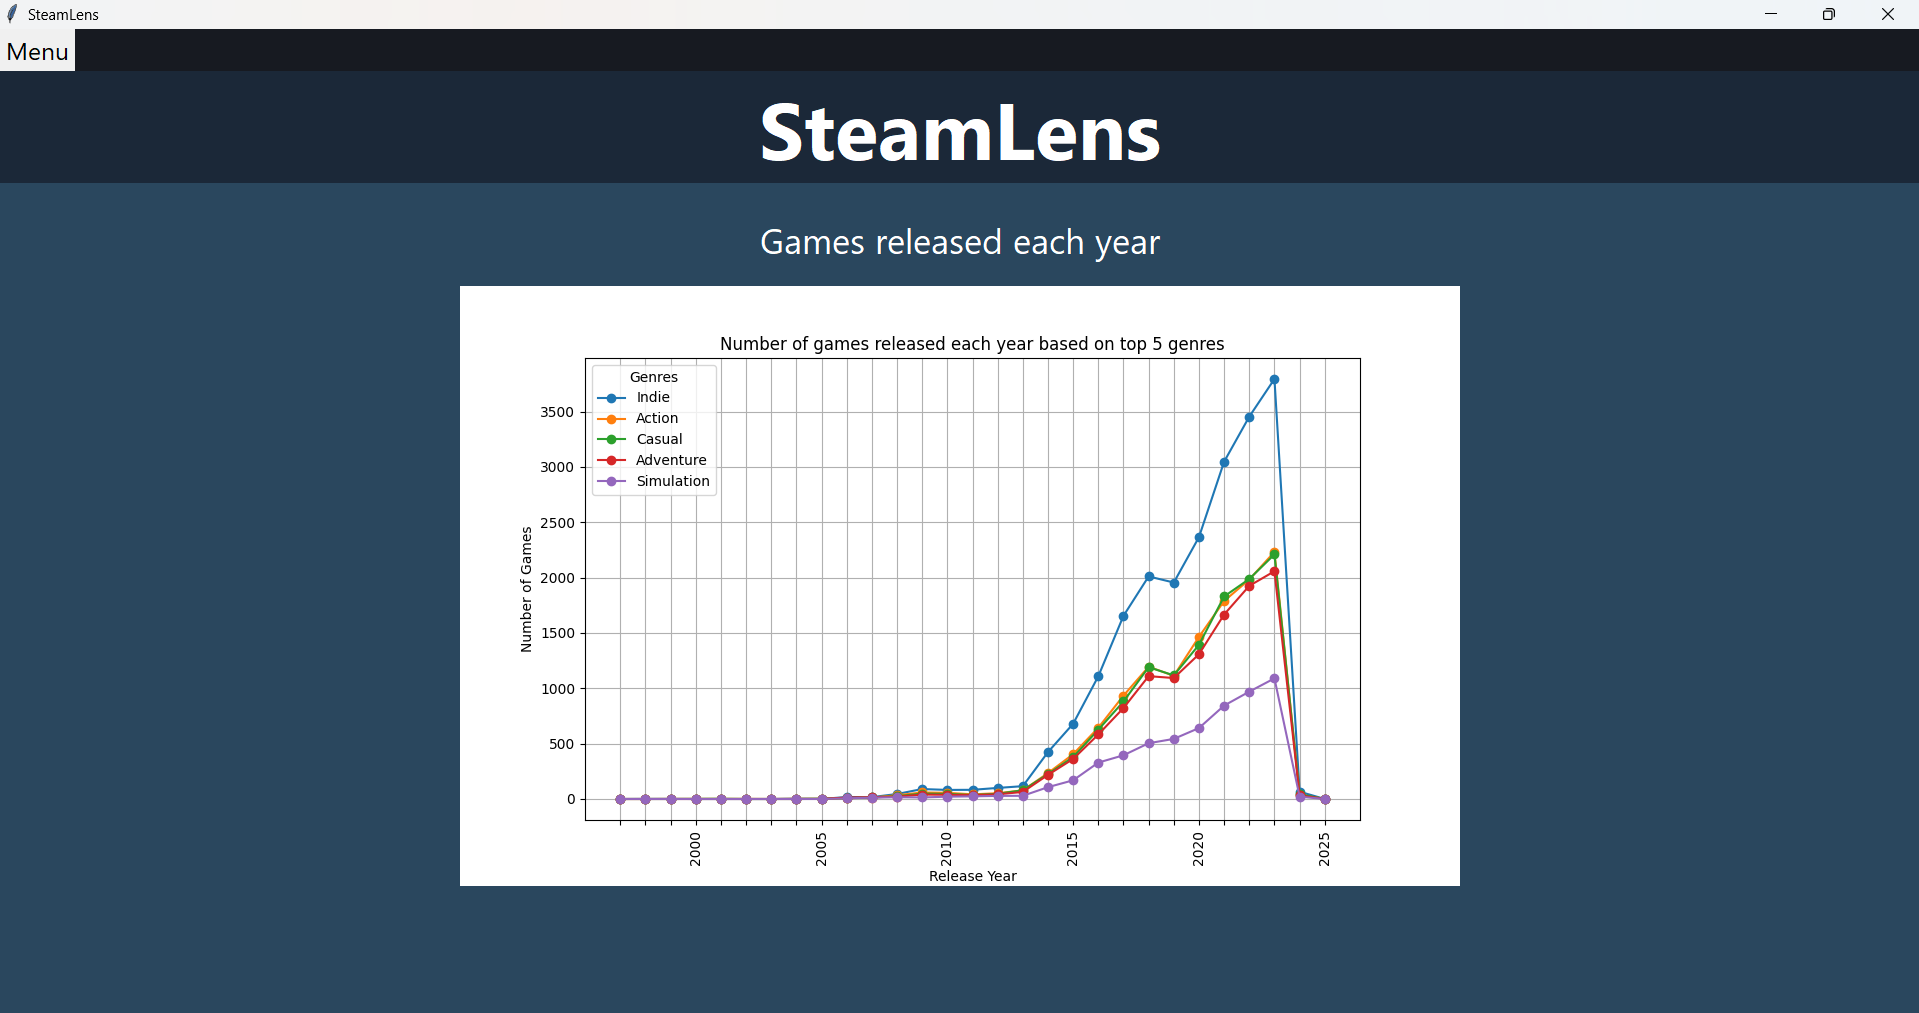 SteamLens
Menu
SteamLens
Games released each year
Number of games released each year based on top 5 genres
Genres
Indie
Action
Casual
Adventure
Simulation
3500
3000
2500
2000
1500
1000
500
0
Number of Games
2000
2005
2010
2015
2020
2025
Release Year